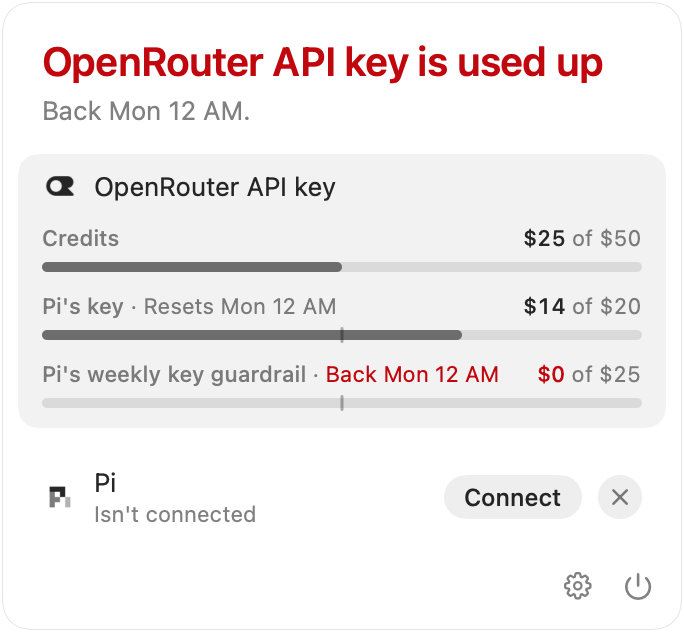 OpenRouter API key is used up
Back Mon 12 AM.
OpenRouter API key
Credits $25 of $50
Pi's key · Resets Mon 12 AM $14 of $20
Pi's weekly key guardrail · Back Mon 12 AM $0 of $25
Pi
Isn't connected
Connect